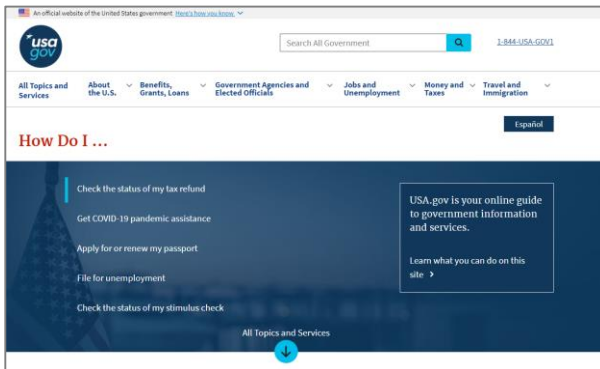 An official website of the United States government Here's how you know
usa
gov
Search All Government
1-844-USA-GOV1
All Topics and
Services
About
the U.S.
Benefits,
Grants, Loans
Government Agencies and
Elected Officials
Jobs and
Unemployment
Money and
Taxes
Travel and
Immigration
Español
How Do I ...
Check the status of my tax refund
Get COVID-19 pandemic assistance
Apply for or renew my passport
File for unemployment
Check the status of my stimulus check
USA.gov is your online guide
to government information
and services.
Learn what you can do on this
site
All Topics and Services